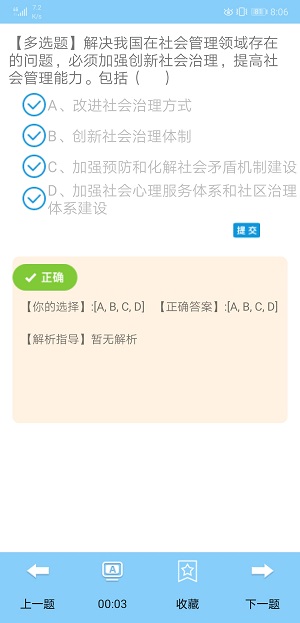 7.2
K/s
8:06
【多选题】解决我国在社会管理领域存在
的问题，必须加强创新社会治理，提高社
会管理能力。包括（ ）
A、改进社会治理方式
B、创新社会治理体制
C、加强预防和化解社会矛盾机制建设
D、加强社会心理服务体系和社区治理
体系建设
提 交
正确
【你的选择】:[A, B, C, D] 【正确答案】:[A, B, C, D]
【解析指导】暂无解析
A
上一题 00:03 收藏 下一题